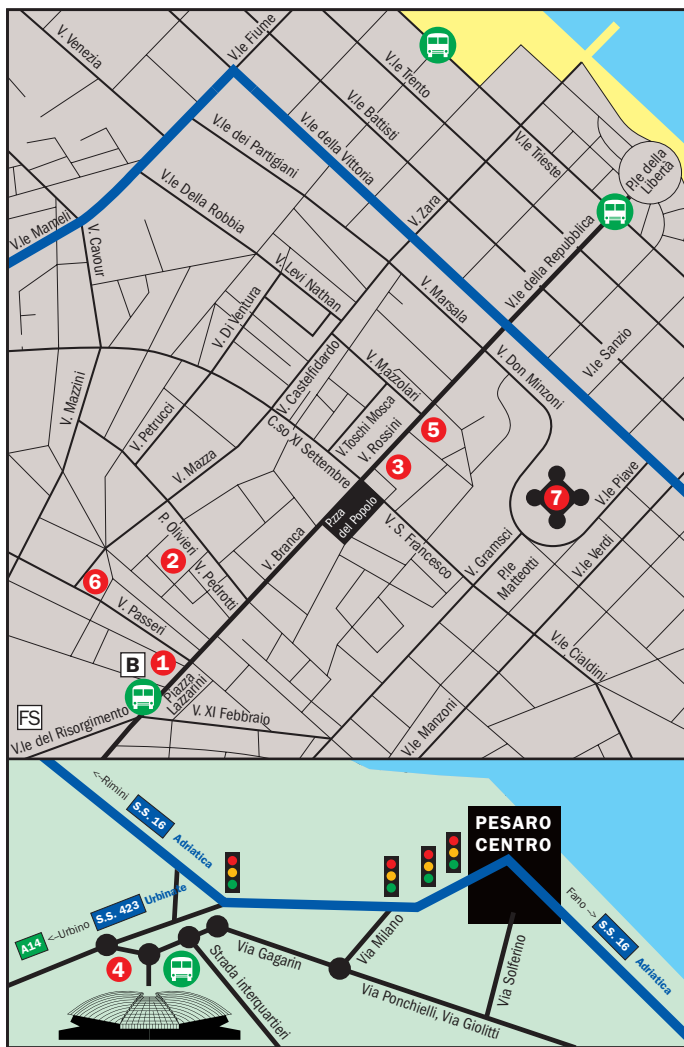 V. Venezia
V.le Fiume
V.le Trento
V.le Battisti
V.le della Vittoria
V.le dei Partigiani
V.le Trieste
P.le della
Libertà
V.le Della Robbia
V. Zara
V.le Mameli
V. Cavour
V. Levi Nathan
V.le della Repubblica
V. Marsala
V. Di Ventura
V.le Sanzio
V. Castelfidardo
V. Mazzolari
V. Don Minzoni
V. Mazzini
V. Petrucci
V. Toschi Mosca
V. Rossini
5
C.so XI Settembre
3
V. Mazza
7
V.le Piave
P.zza
del Popolo
P. Olivieri
V. Branca
V. S. Francesco
V. Gramsci
P.le
Matteotti
V.le Verdi
2
V. Pedrotti
6
V. Passeri
V.le Cialdini
B
1
Piazza
Lazzarini
FS
V.le del Risorgimento
V. XI Febbraio
V.le Manzoni
<--Rimini
S.S. 16
Adriatica
PESARO
CENTRO
A14
<--Urbino
S.S. 423
Urbinate
Fano -->
S.S. 16
Adriatica
4
Via Gagarin
Via Milano
Via Solferino
Strada interquartieri
Via Ponchielli, Via Giolitti